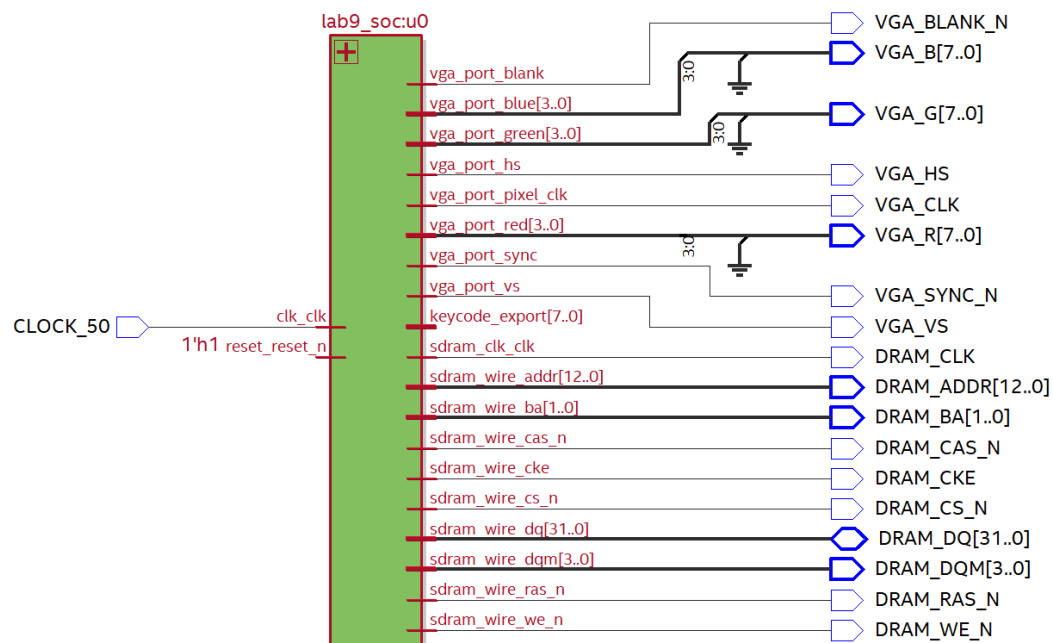 lab9_soc:u0
VGA_BLANK_N
VGA_B[7..0]
vga_port_blank
3:0
vga_port_blue[3..0]
VGA_G[7..0]
vga_port_green[3..0]
3:0
vga_port_hs
VGA_HS
vga_port_pixel_clk
VGA_CLK
vga_port_red[3..0]
VGA_R[7..0]
3:0
vga_port_sync
vga_port_vs
VGA_SYNC_N
CLOCK_50
clk_clk
keycode_export[7..0]
VGA_VS
1'h1 reset_reset_n
sdram_clk_clk
DRAM_CLK
sdram_wire_addr[12..0]
DRAM_ADDR[12..0]
sdram_wire_ba[1..0]
DRAM_BA[1..0]
sdram_wire_cas_n
DRAM_CAS_N
sdram_wire_cke
DRAM_CKE
sdram_wire_cs_n
DRAM_CS_N
sdram_wire_dq[31..0]
DRAM_DQ[31..0]
sdram_wire_dqm[3..0]
DRAM_DQM[3..0]
sdram_wire_ras_n
DRAM_RAS_N
sdram_wire_we_n
DRAM_WE_N